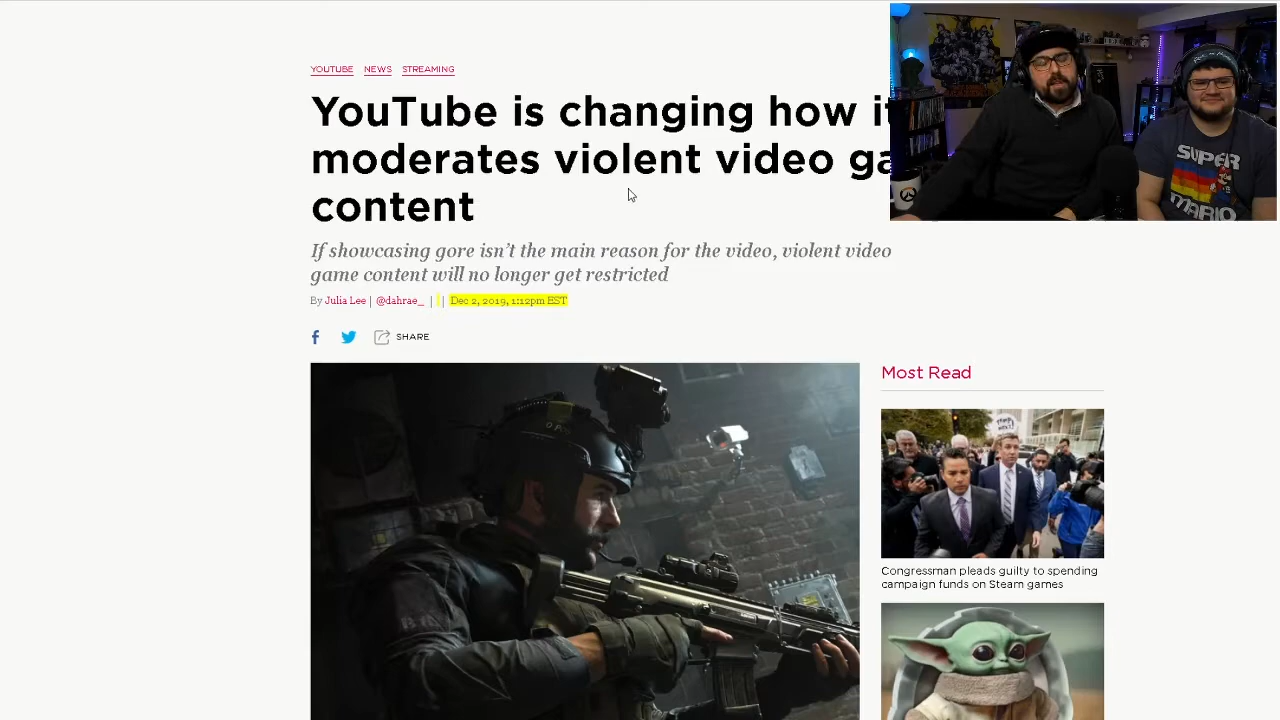 YOUTUBE NEWS STREAMING
YouTube is changing how it
moderates violent video ga
content
If showcasing gore isn't the main reason for the video, violent video
game content will no longer get restricted
By Julia Lee | @dahrae_ | | Dec 2, 2019, 1:12pm EST
SHARE
Most Read
Congressman pleads guilty to spending
campaign funds on Steam games
SUPER
MARIO